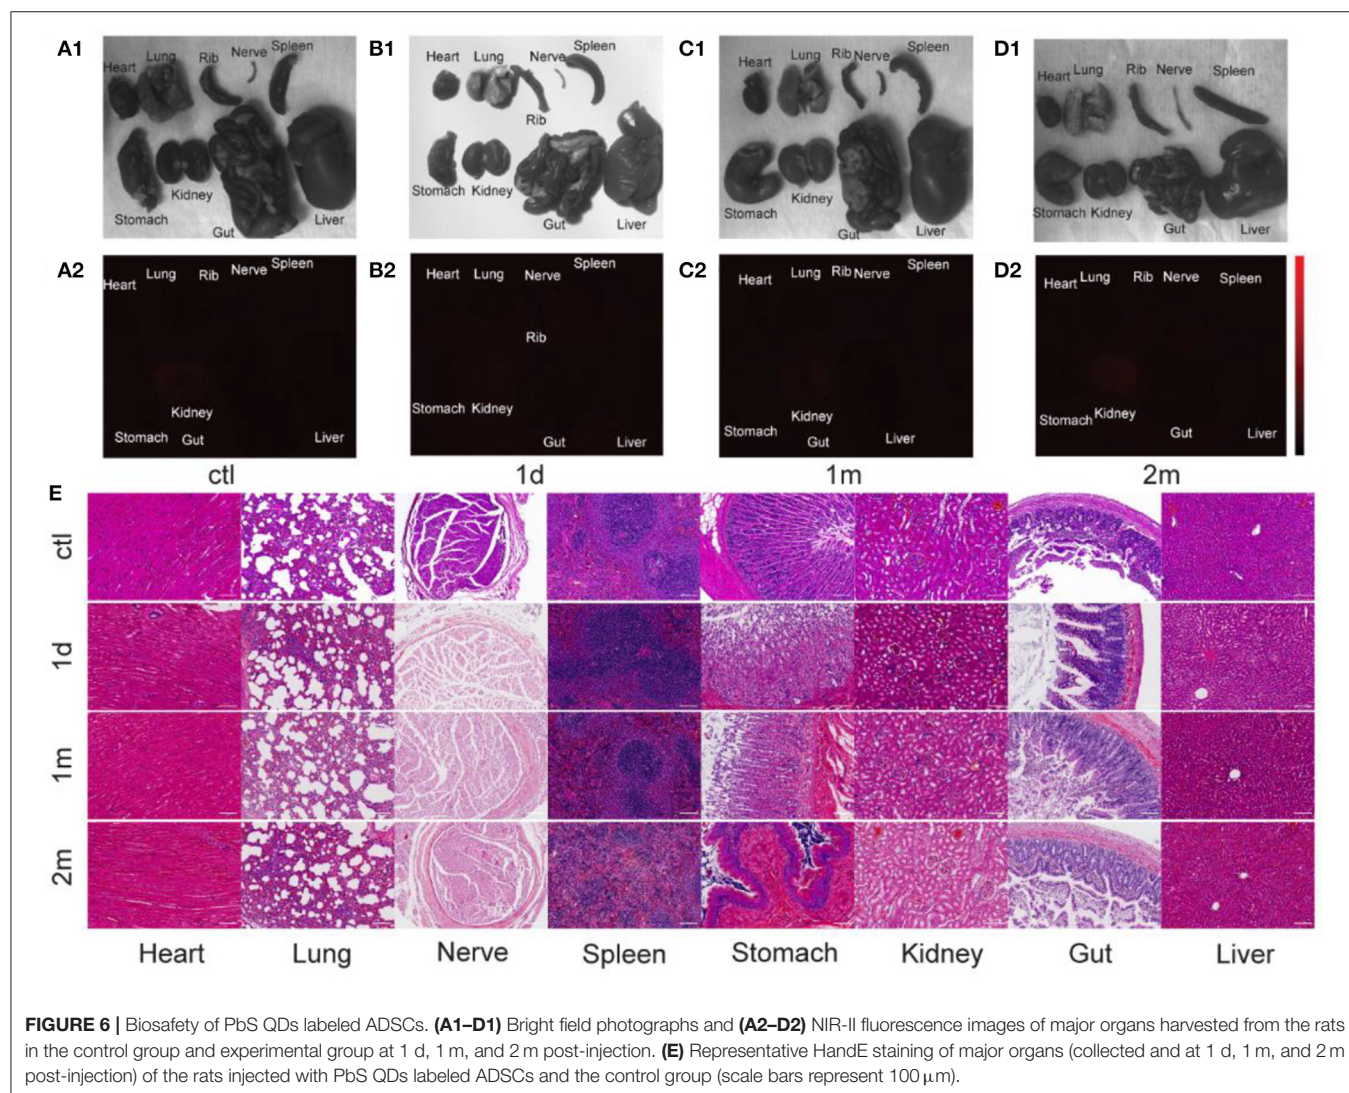 A1
Heart
Lung
Rib
Nerve
Spleen
Stomach
Kidney
Gut
Liver
B1
Heart
Lung
Nerve
Spleen
Rib
Stomach
Kidney
Gut
Liver
C1
Heart
Lung
Rib
Nerve
Spleen
Stomach
Kidney
Gut
Liver
D1
Heart
Lung
Rib
Nerve
Spleen
Stomach
Kidney
Gut
Liver
A2
Heart
Lung
Rib
Nerve
Spleen
Kidney
Stomach
Gut
Liver
B2
Heart
Lung
Nerve
Spleen
Rib
Stomach
Kidney
Gut
Liver
C2
Heart
Lung
Rib
Nerve
Spleen
Kidney
Stomach
Gut
Liver
D2
Heart
Lung
Rib
Nerve
Spleen
Stomach
Kidney
Gut
Liver
ctl
1d
1m
2m
E
ctl
1d
1m
2m
Heart
Lung
Nerve
Spleen
Stomach
Kidney
Gut
Liver
FIGURE 6 | Biosafety of PbS QDs labeled ADSCs. (A1–D1) Bright field photographs and (A2–D2) NIR-II fluorescence images of major organs harvested from the rats
in the control group and experimental group at 1 d, 1 m, and 2 m post-injection. (E) Representative HandE staining of major organs (collected and at 1 d, 1 m, and 2 m
post-injection) of the rats injected with PbS QDs labeled ADSCs and the control group (scale bars represent 100 μm).